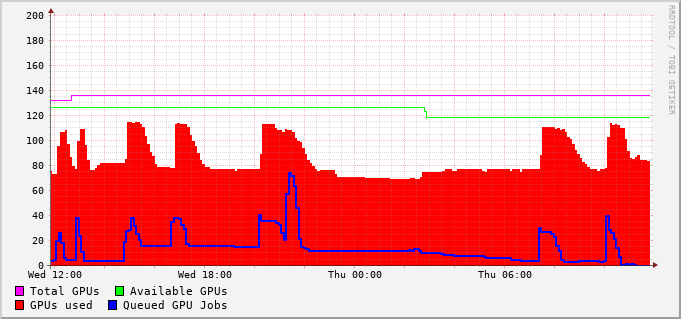 200
180
160
140
120
100
80
60
40
20
0
Wed 12:00 Wed 18:00 Thu 00:00 Thu 06:00
Total GPUs Available GPUs
GPUs used Queued GPU Jobs
RRDTOOL / TOBI OETIKER